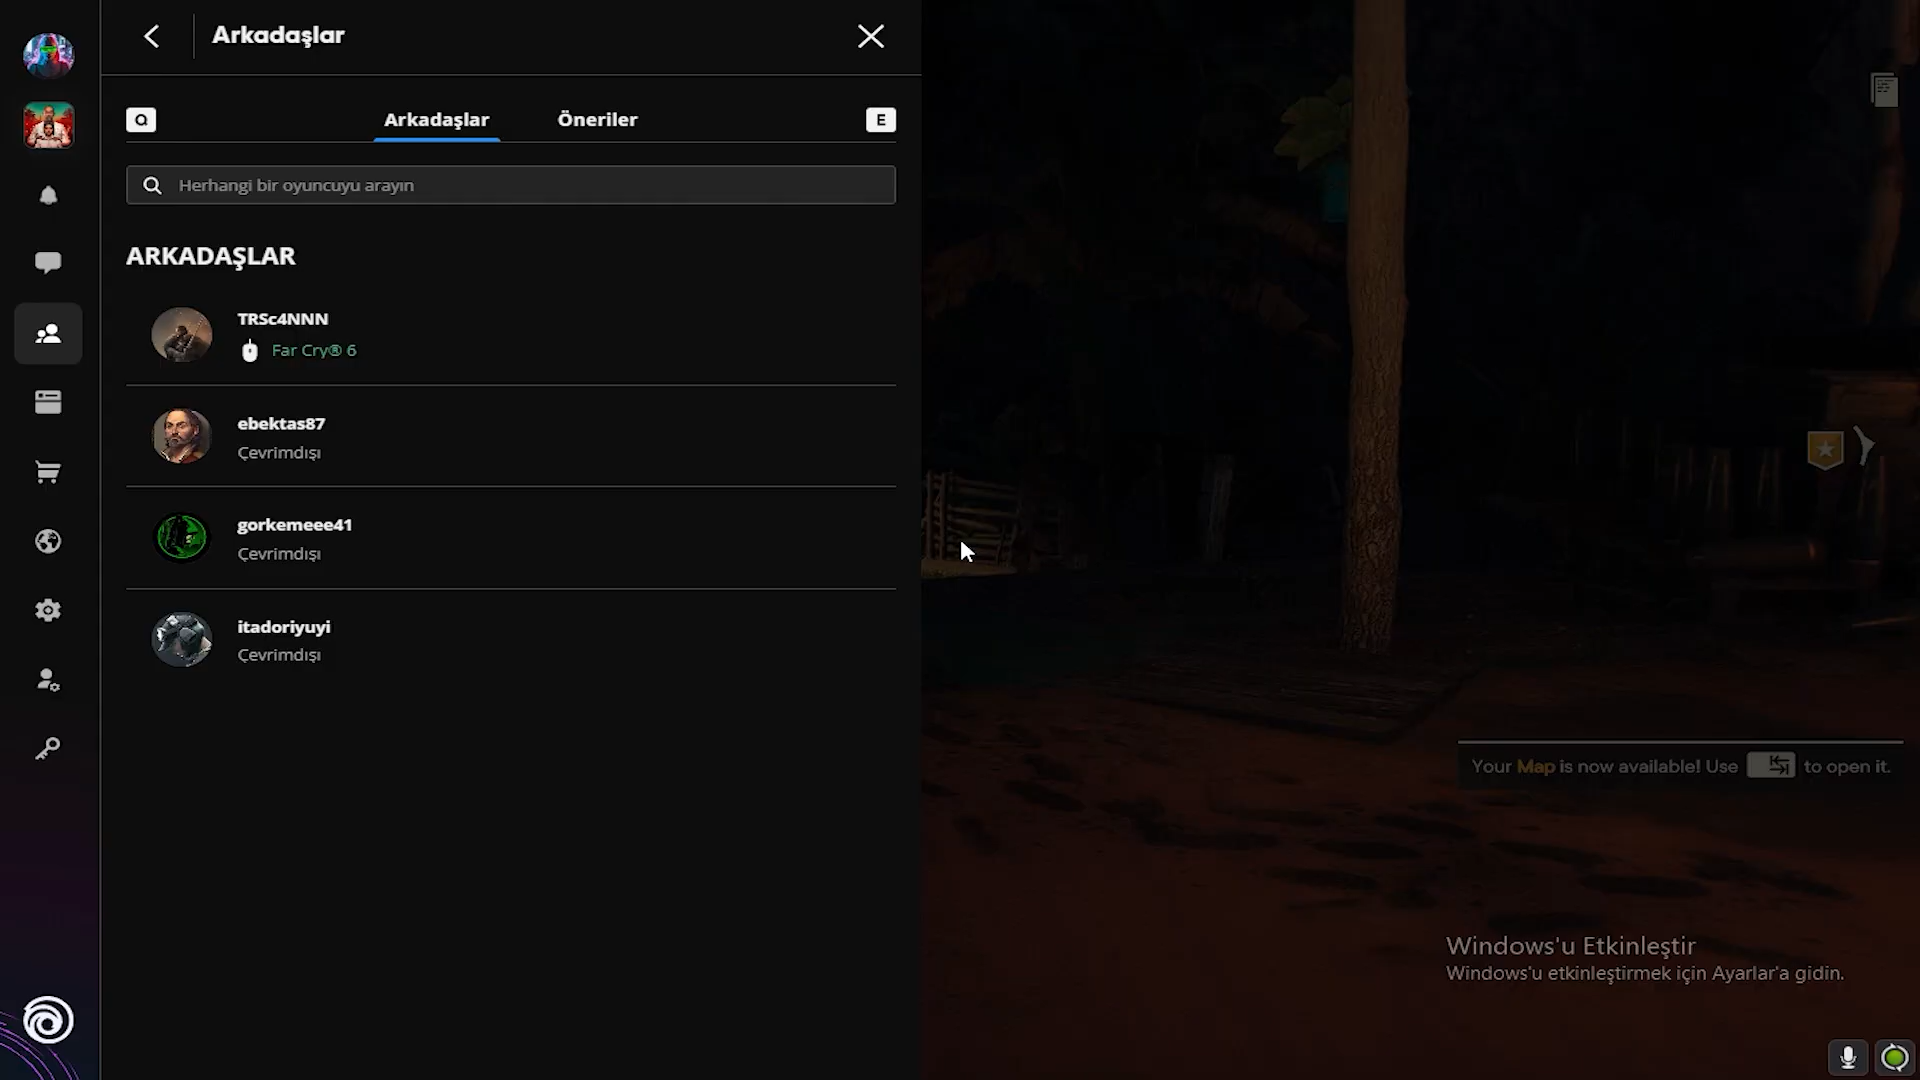 Arkadaşlar
Q
Arkadaşlar
Öneriler
E
Herhangi bir oyuncuyu arayın
ARKADAŞLAR
TRSc4NNN
Far Cry® 6
ebektas87
Çevrimdışı
gorkemeee41
Çevrimdışı
itadoriyuyi
Çevrimdışı
Your Map is now available! Use to open it.
Windows'u Etkinleştir
Windows'u etkinleştirmek için Ayarlar'a gidin.